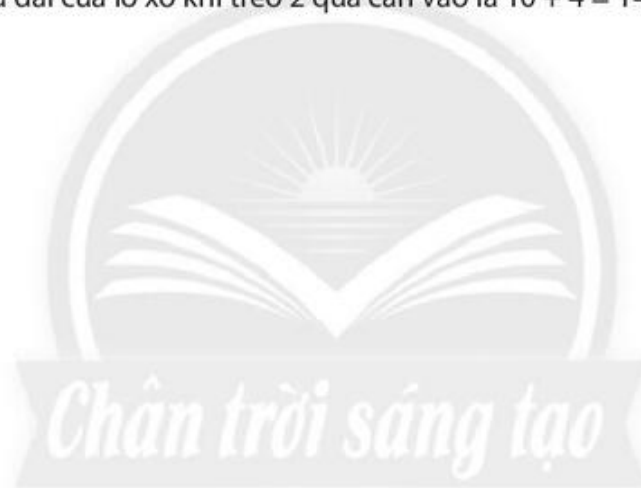 dài của lò xo khi treo 2 quả cân vào là 10 + 4 =
Chân trời sáng tạo